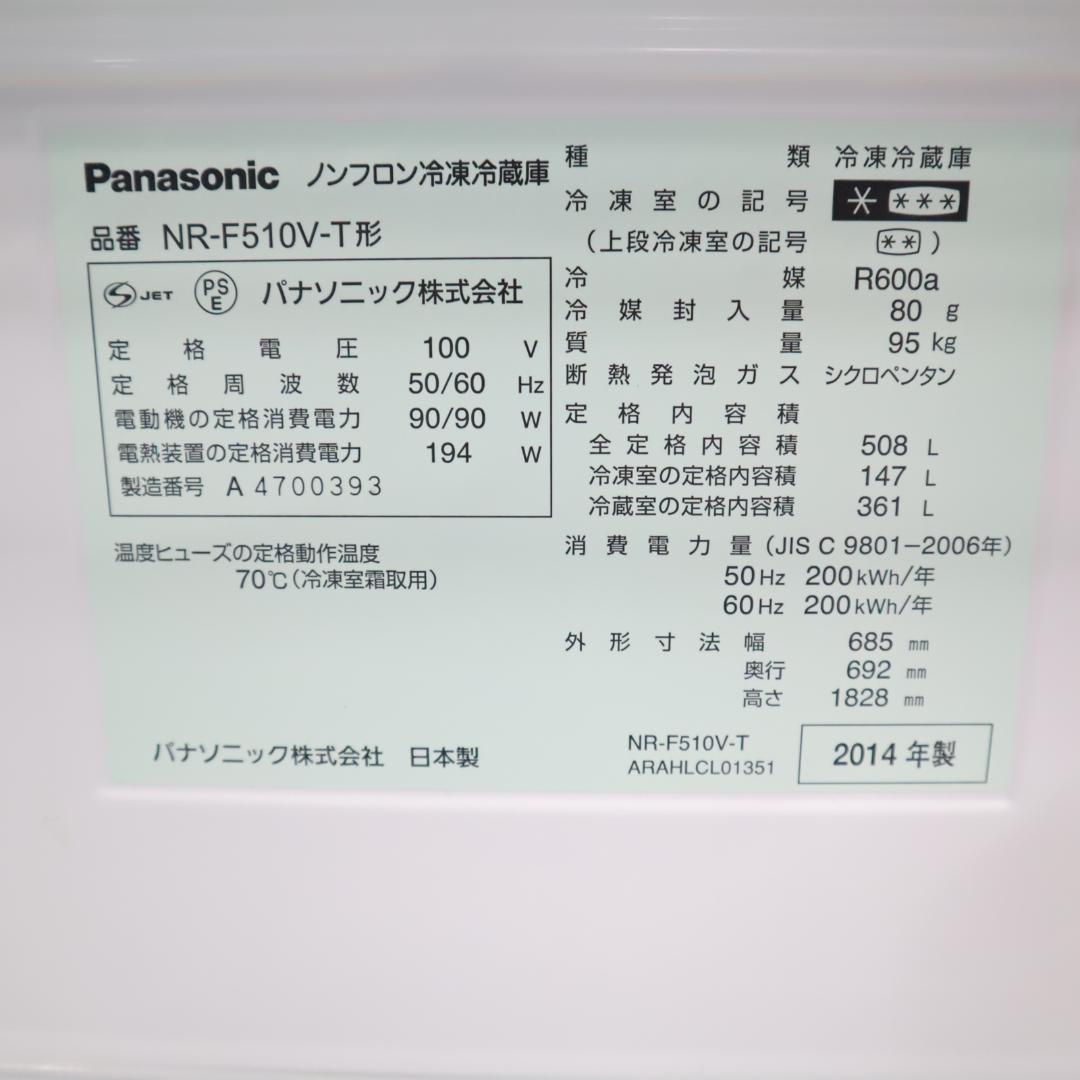 Panasonic ノンフロン冷凍冷蔵庫
品番 NR-F510V-T形
S JET PSE パナソニック株式会社
定格電圧 100 V
定格周波数 50/60 Hz
電動機の定格消費電力 90/90 W
電熱装置の定格消費電力 194 W
製造番号 A 4700393
温度ヒューズの定格動作温度
70℃(冷凍室霜取用)
種類 冷凍冷蔵庫
冷凍室の記号 * ***
(上段冷凍室の記号 **)
冷媒 R600a
冷媒封入量 80 g
質量 95 kg
断熱発泡ガス シクロペンタン
定格内容積
全定格内容積 508 L
冷凍室の定格内容積 147 L
冷蔵室の定格内容積 361 L
消費電力量(JIS C 9801-2006年)
50Hz 200kWh/年
60Hz 200kWh/年
外形寸法幅 685 mm
奥行 692 mm
高さ 1828 mm
パナソニック株式会社 日本製
NR-F510V-T
ARAHLCL01351
2014年製